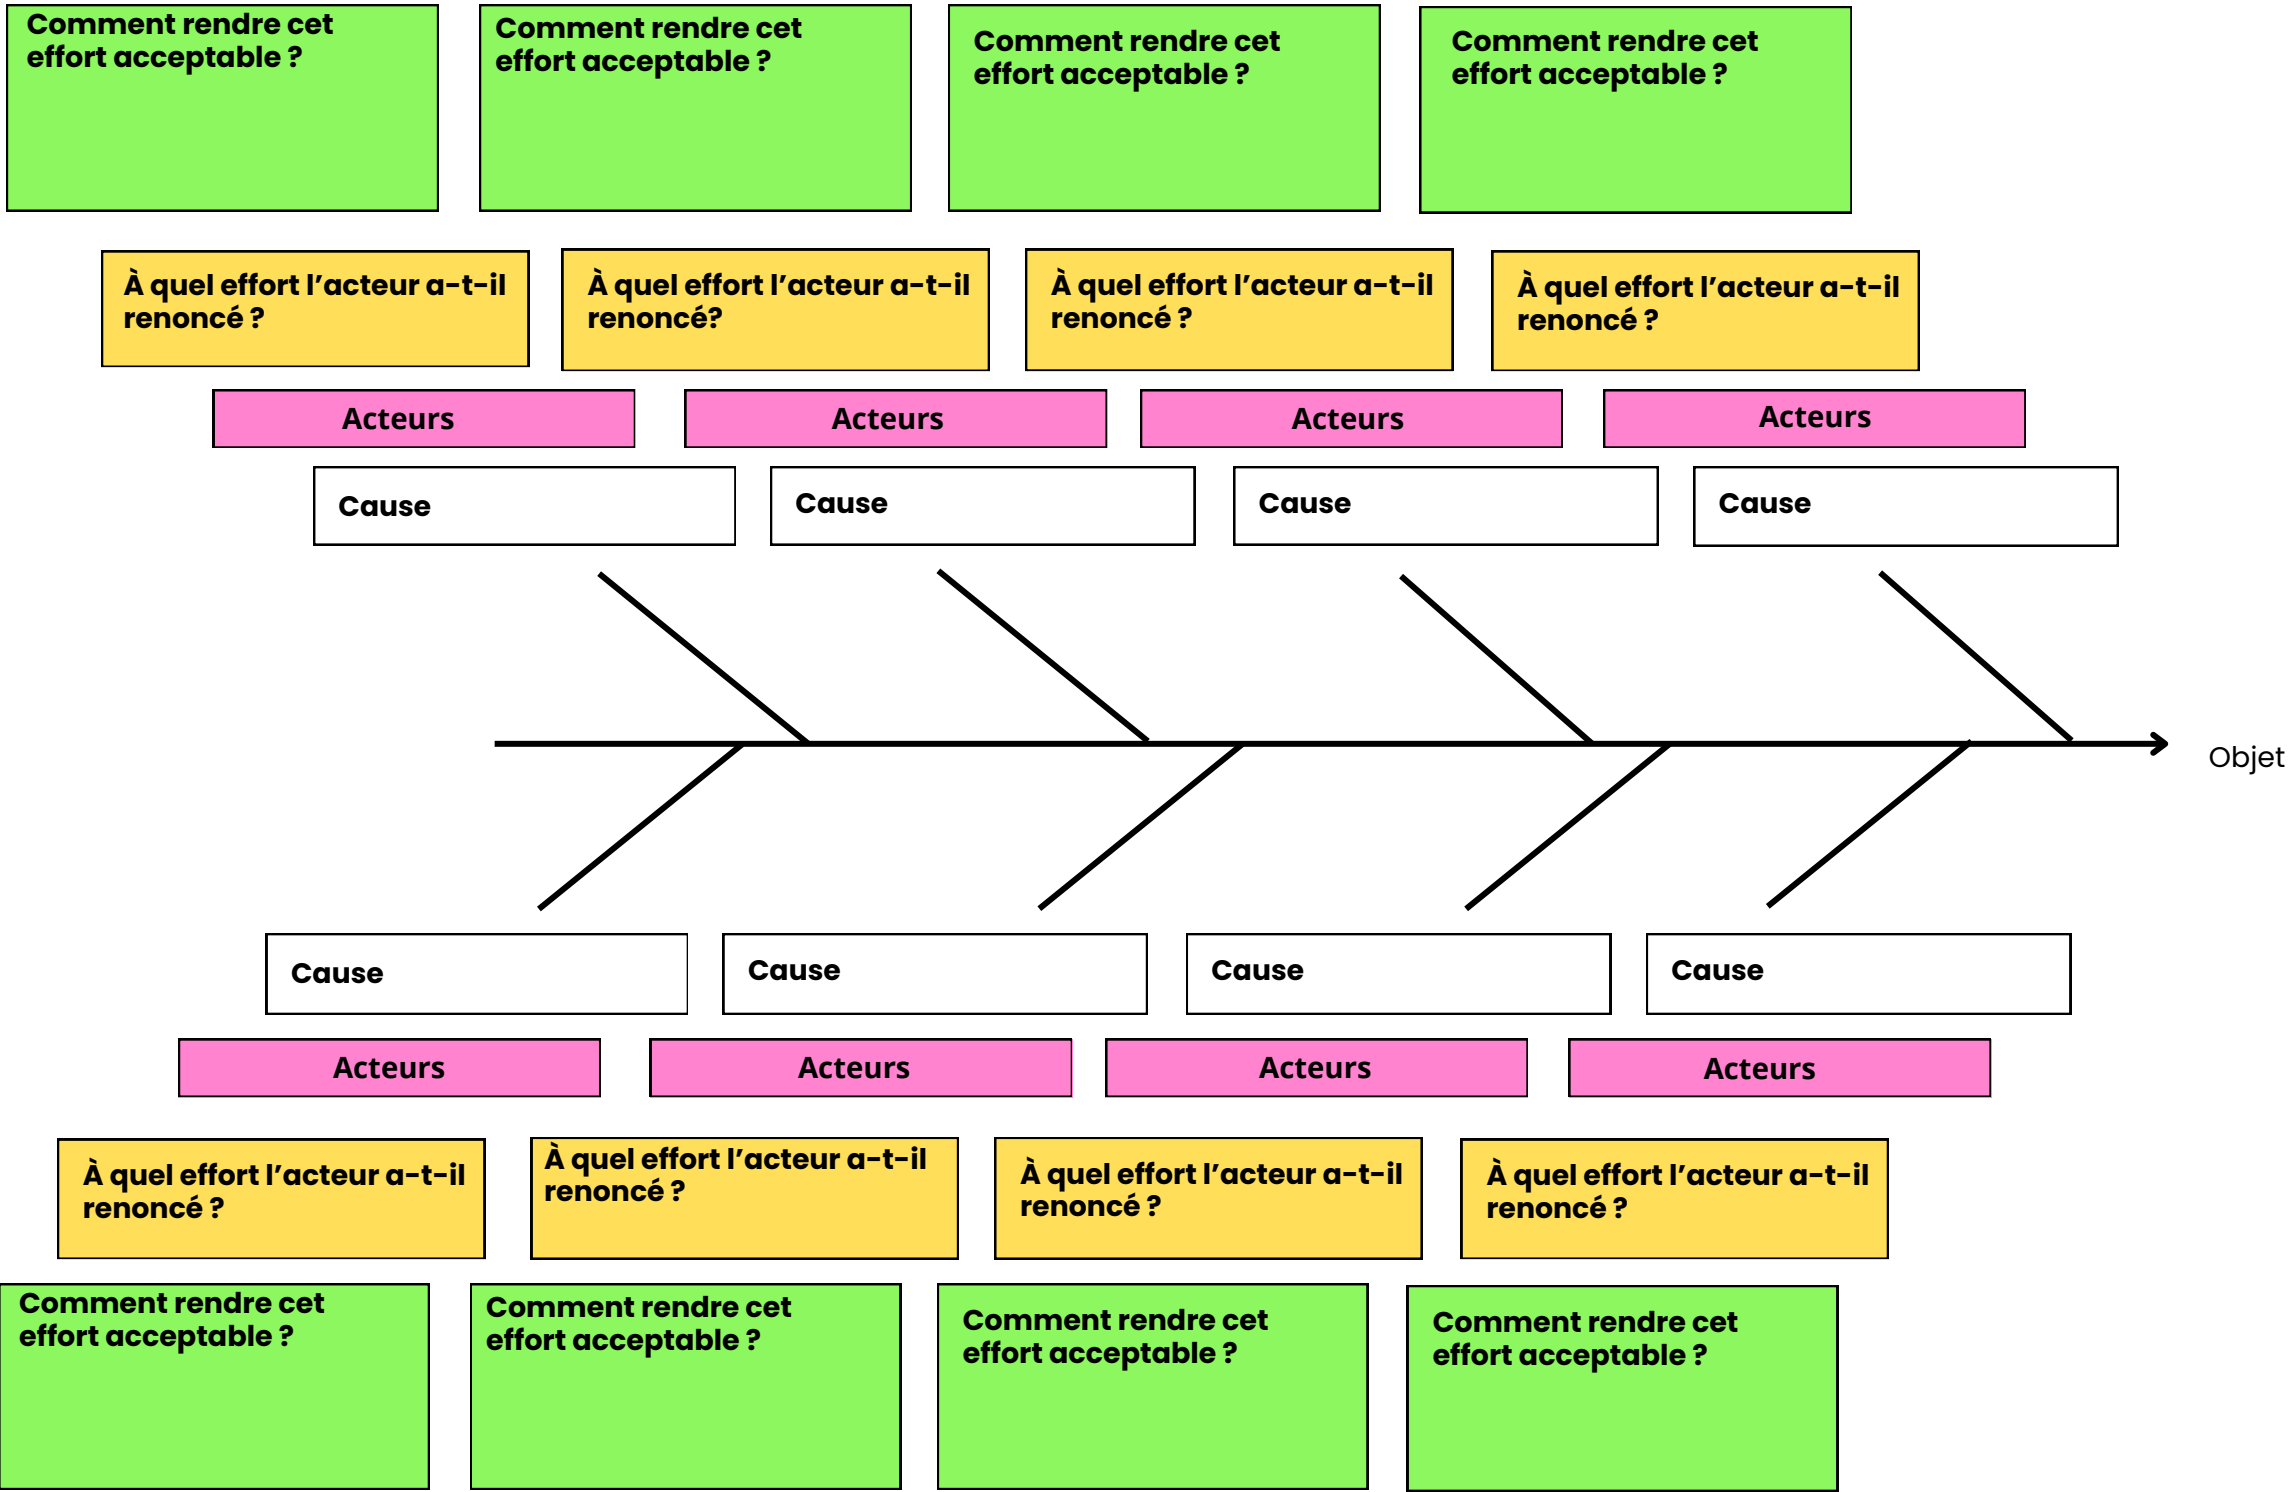 Comment rendre cet
effort acceptable ?
Comment rendre cet
effort acceptable ?
Comment rendre cet
effort acceptable ?
Comment rendre cet
effort acceptable ?
À quel effort l’acteur a-t-il
renoncé ?
À quel effort l’acteur a-t-il
renoncé?
À quel effort l’acteur a-t-il
renoncé ?
À quel effort l’acteur a-t-il
renoncé ?
Acteurs
Acteurs
Acteurs
Acteurs
Cause
Cause
Cause
Cause
Objet
Cause
Cause
Cause
Cause
Acteurs
Acteurs
Acteurs
Acteurs
À quel effort l’acteur a-t-il
renoncé ?
À quel effort l’acteur a-t-il
renoncé ?
À quel effort l’acteur a-t-il
renoncé ?
À quel effort l’acteur a-t-il
renoncé ?
Comment rendre cet
effort acceptable ?
Comment rendre cet
effort acceptable ?
Comment rendre cet
effort acceptable ?
Comment rendre cet
effort acceptable ?